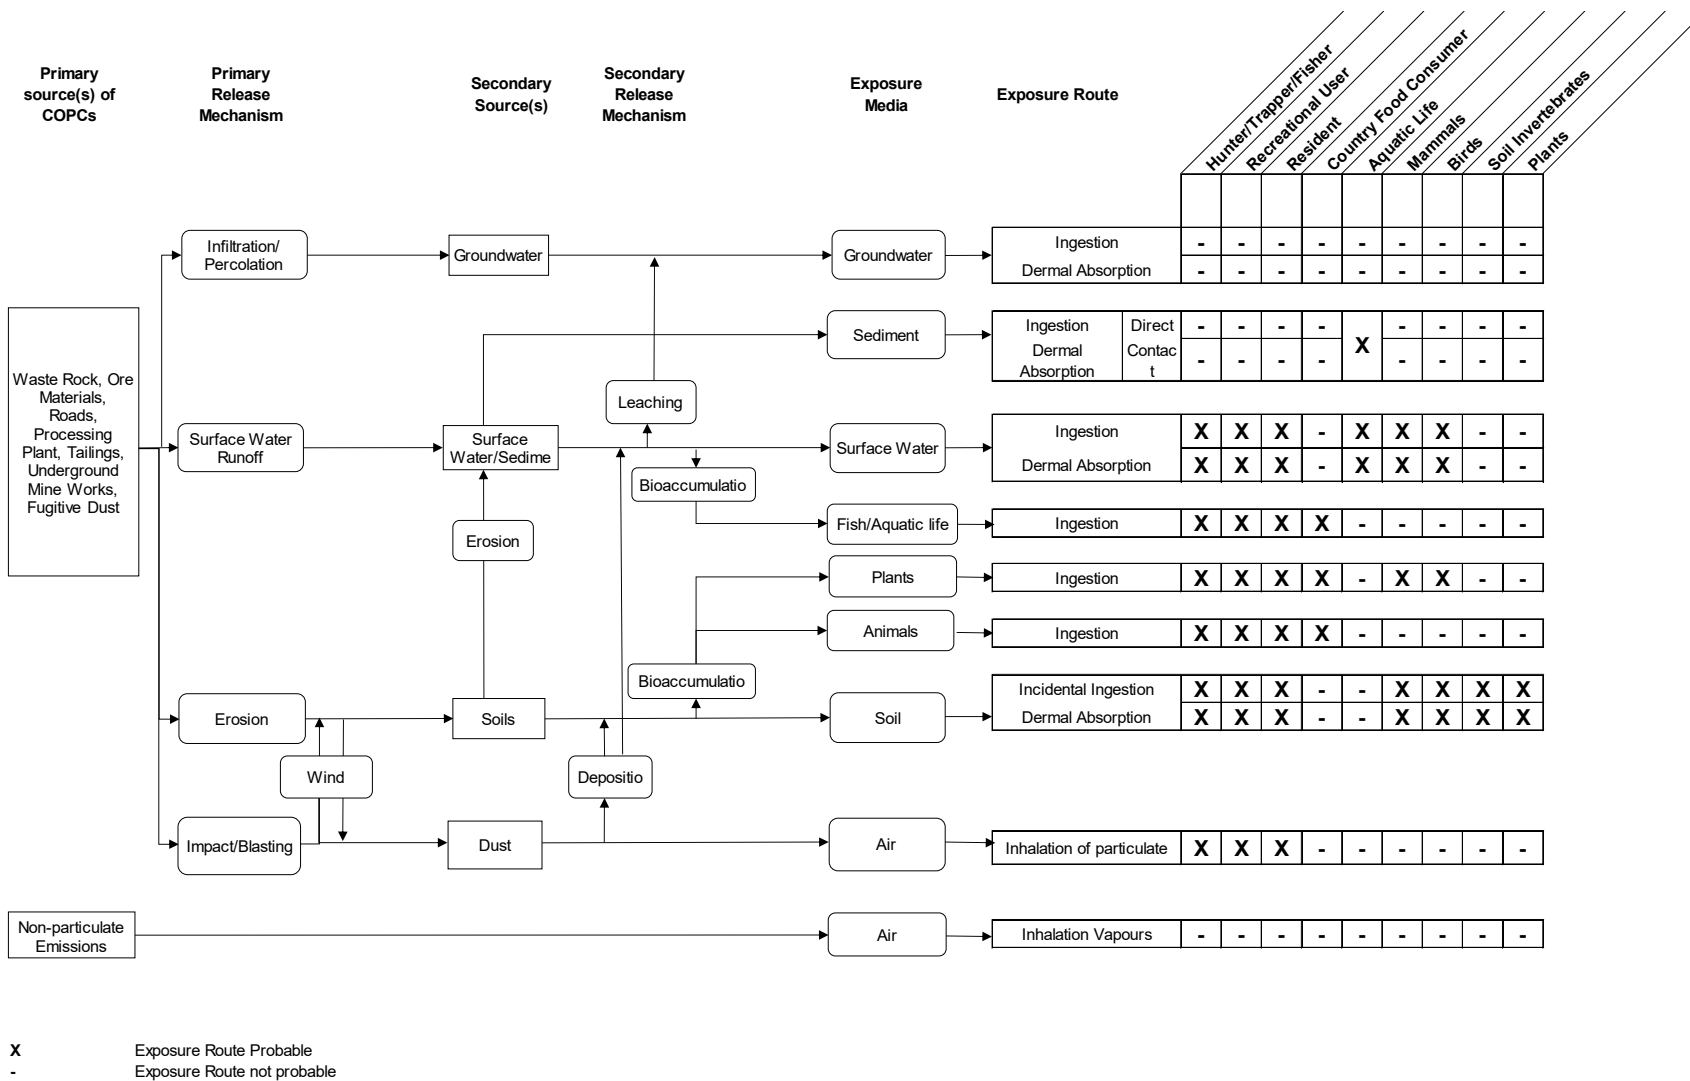 Primary
source(s) of
COPCs
Primary
Release
Mechanism
Secondary
Source(s)
Secondary
Release
Mechanism
Exposure
Media
Exposure Route
Hunter/Trapper/Fisher
Recreational User
Resident
Country Food Consumer
Aquatic Life
Mammals
Birds
Soil Invertebrates
Plants
Infiltration/
Percolation
Groundwater
Groundwater
Ingestion
- - - - - - - - -
Dermal Absorption
- - - - - - - - -
Sediment
Ingestion
Dermal
Absorption
Direct
Contac
t
- - - - X - - - -
- - - - - - - -
Waste Rock, Ore
Materials,
Roads,
Processing
Plant, Tailings,
Underground
Mine Works,
Fugitive Dust
Leaching
Surface Water
Runoff
Surface
Water/Sedime
Surface Water
Ingestion
X X X - X X X - -
Dermal Absorption
X X X - X X X - -
Bioaccumulatio
Erosion
Fish/Aquatic life
Ingestion
X X X X - - - - -
Plants
Ingestion
X X X X - X X - -
Animals
Ingestion
X X X X - - - - -
Bioaccumulatio
Erosion
Soils
Soil
Incidental Ingestion
X X X - - X X X X
Dermal Absorption
X X X - - X X X X
Wind
Depositio
Impact/Blasting
Dust
Air
Inhalation of particulate
X X X - - - - - -
Non-particulate
Emissions
Air
Inhalation Vapours
- - - - - - - - -
X Exposure Route Probable
- Exposure Route not probable